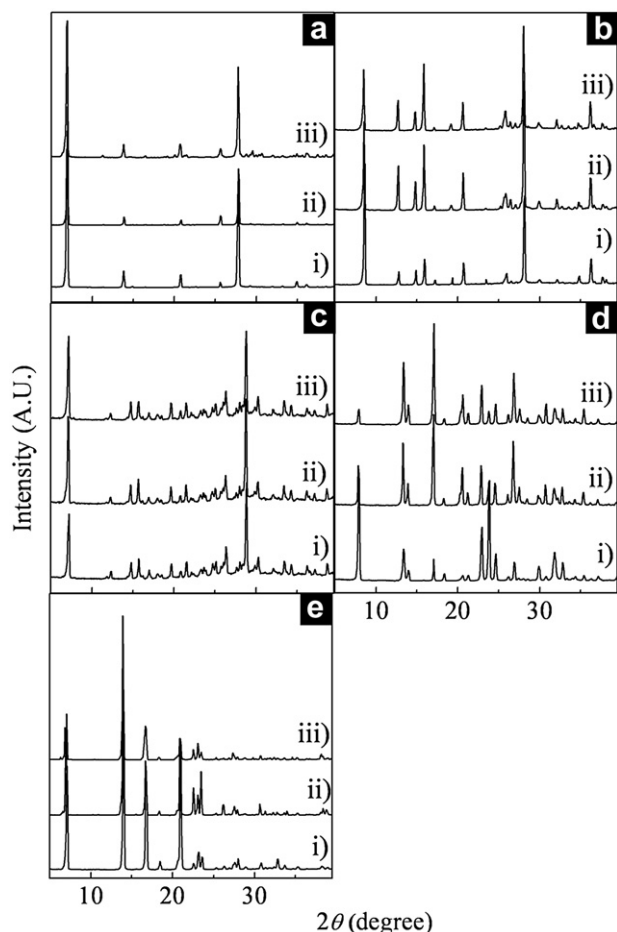 a
b
iii)
iii)
ii)
ii)
i)
i)
c
d
iii)
iii)
ii)
ii)
i)
i)
10 20 30
e
iii)
ii)
i)
10 20 30
Intensity (A.U.)
2θ (degree)